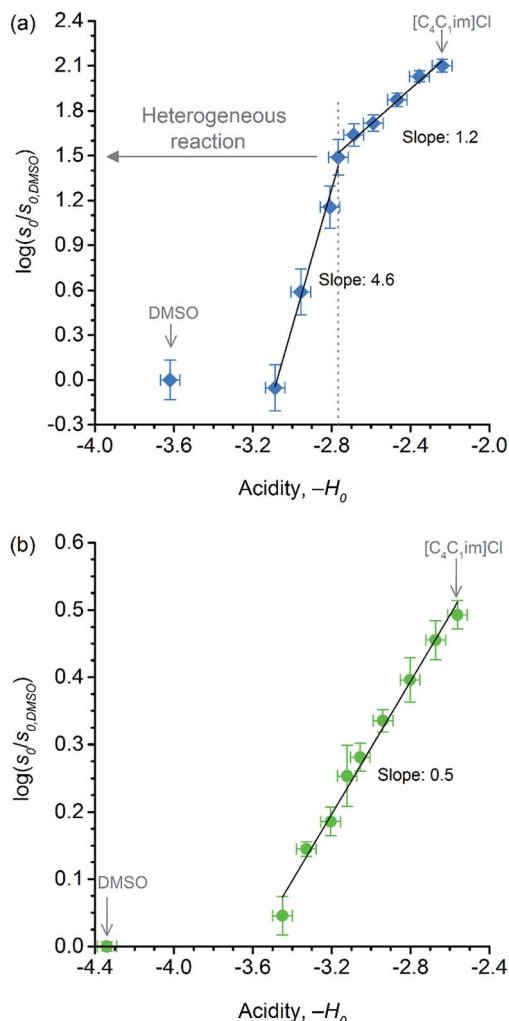 (a)
[C₄C₁im]Cl
2.1
1.8
1.5
1.2
0.9
0.6
0.3
0.0
-0.3
log(s₀/s₀,DMSO)
Heterogeneous
reaction
Slope: 1.2
Slope: 4.6
DMSO
-4.0 -3.6 -3.2 -2.8 -2.4 -2.0
Acidity, –H₀
(b)
[C₄C₁im]Cl
0.6
0.5
0.4
0.3
0.2
0.1
0.0
log(s₀/s₀,DMSO)
Slope: 0.5
DMSO
-4.4 -4.0 -3.6 -3.2 -2.8 -2.4
Acidity, –H₀